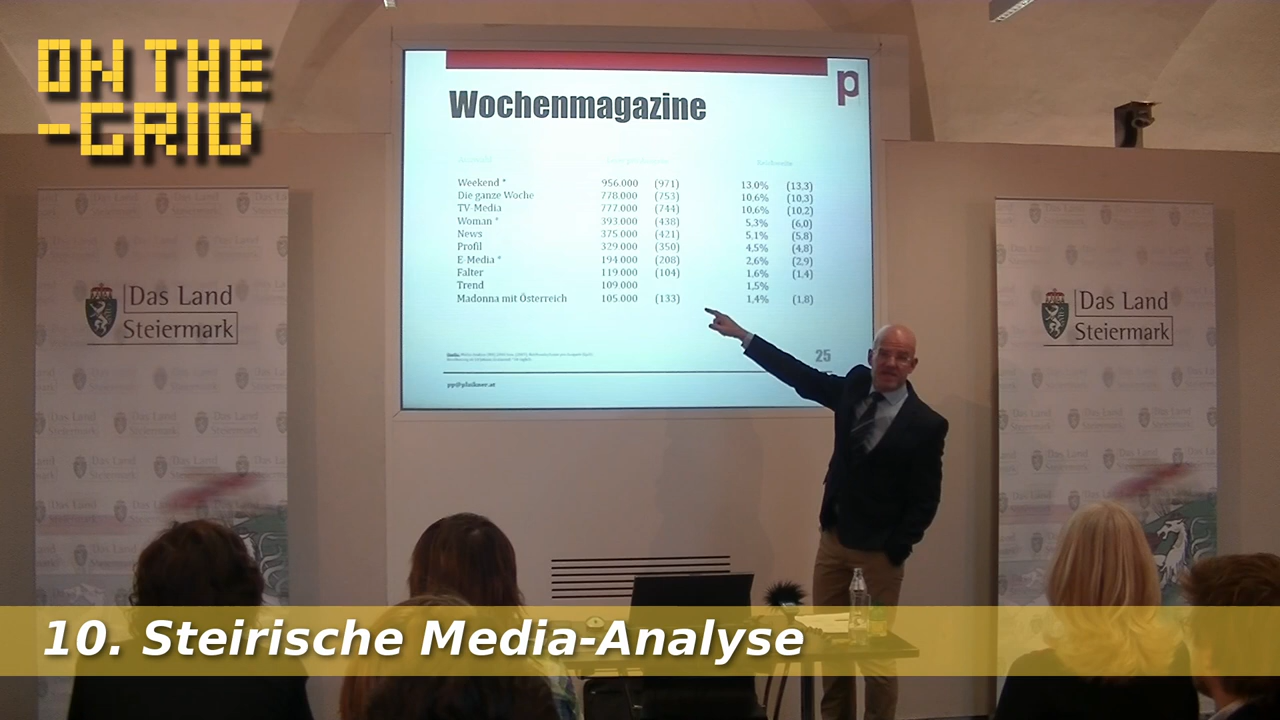 ON THE
-GRID
p
Wochenmagazine
Weekend * 956.000 (971) 13.0% (13,3)
Die ganze Woche 778.000 (753) 10.6% (10,3)
TV-Media 777.000 (744) 10,6% (10,2)
Woman * 393.000 (438) 5,3% (6,0)
News 375.000 (421) 5,1% (5,8)
Profil 329.000 (350) 4,5% (4,8)
E-Media * 194.000 (208) 2,6% (2,9)
Falter 119.000 (104) 1,6% (1,4)
Trend 109.000 1,5%
Madonna mit Österreich 105.000 (133) 1,4% (1,8)
25
pp@plaikner.at
Das Land
Steiermark
Das Land
Steiermark
10. Steirische Media-Analyse